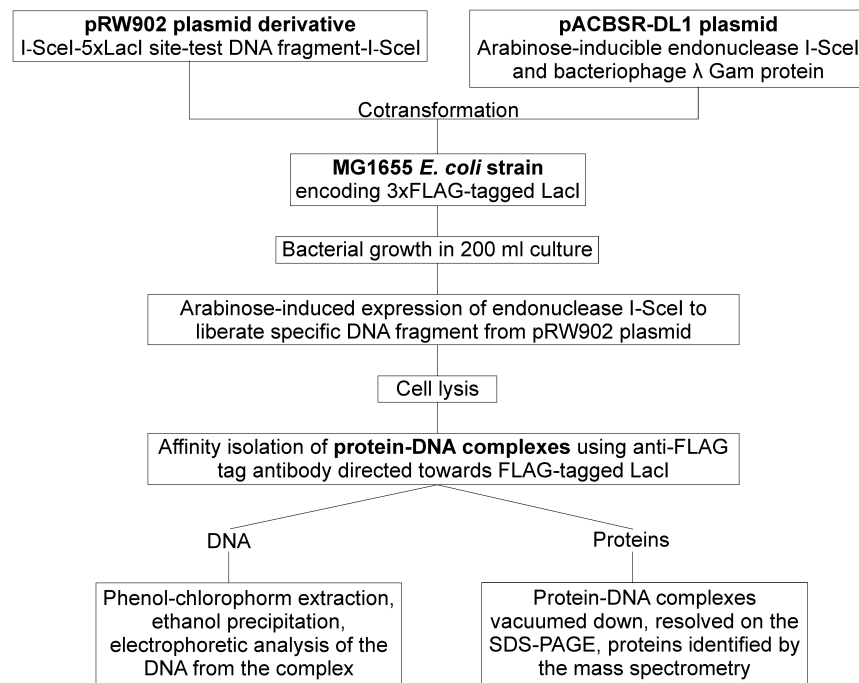 pRW902 plasmid derivative
I-SceI-5xLacI site-test DNA fragment-I-SceI
pACBSR-DL1 plasmid
Arabinose-inducible endonuclease I-SceI
and bacteriophage λ Gam protein
Cotransformation
MG1655 E. coli strain
encoding 3xFLAG-tagged LacI
Bacterial growth in 200 ml culture
Arabinose-induced expression of endonuclease I-SceI to
liberate specific DNA fragment from pRW902 plasmid
Cell lysis
Affinity isolation of protein-DNA complexes using anti-FLAG
tag antibody directed towards FLAG-tagged LacI
DNA
Phenol-chlorophorm extraction,
ethanol precipitation,
electrophoretic analysis of the
DNA from the complex
Proteins
Protein-DNA complexes
vacuumed down, resolved on the
SDS-PAGE, proteins identified by
the mass spectrometry